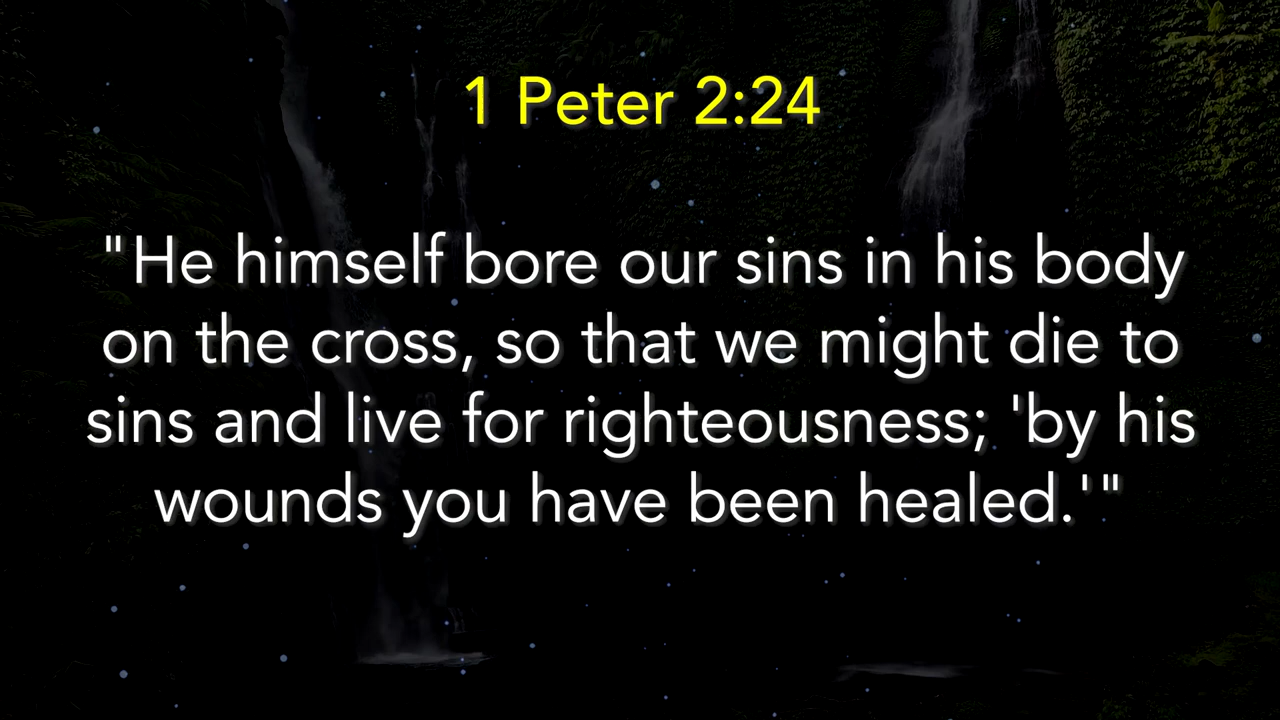 1 Peter 2:24
"He himself bore our sins in his body
on the cross, so that we might die to
sins and live for righteousness; 'by his
wounds you have been healed.'"